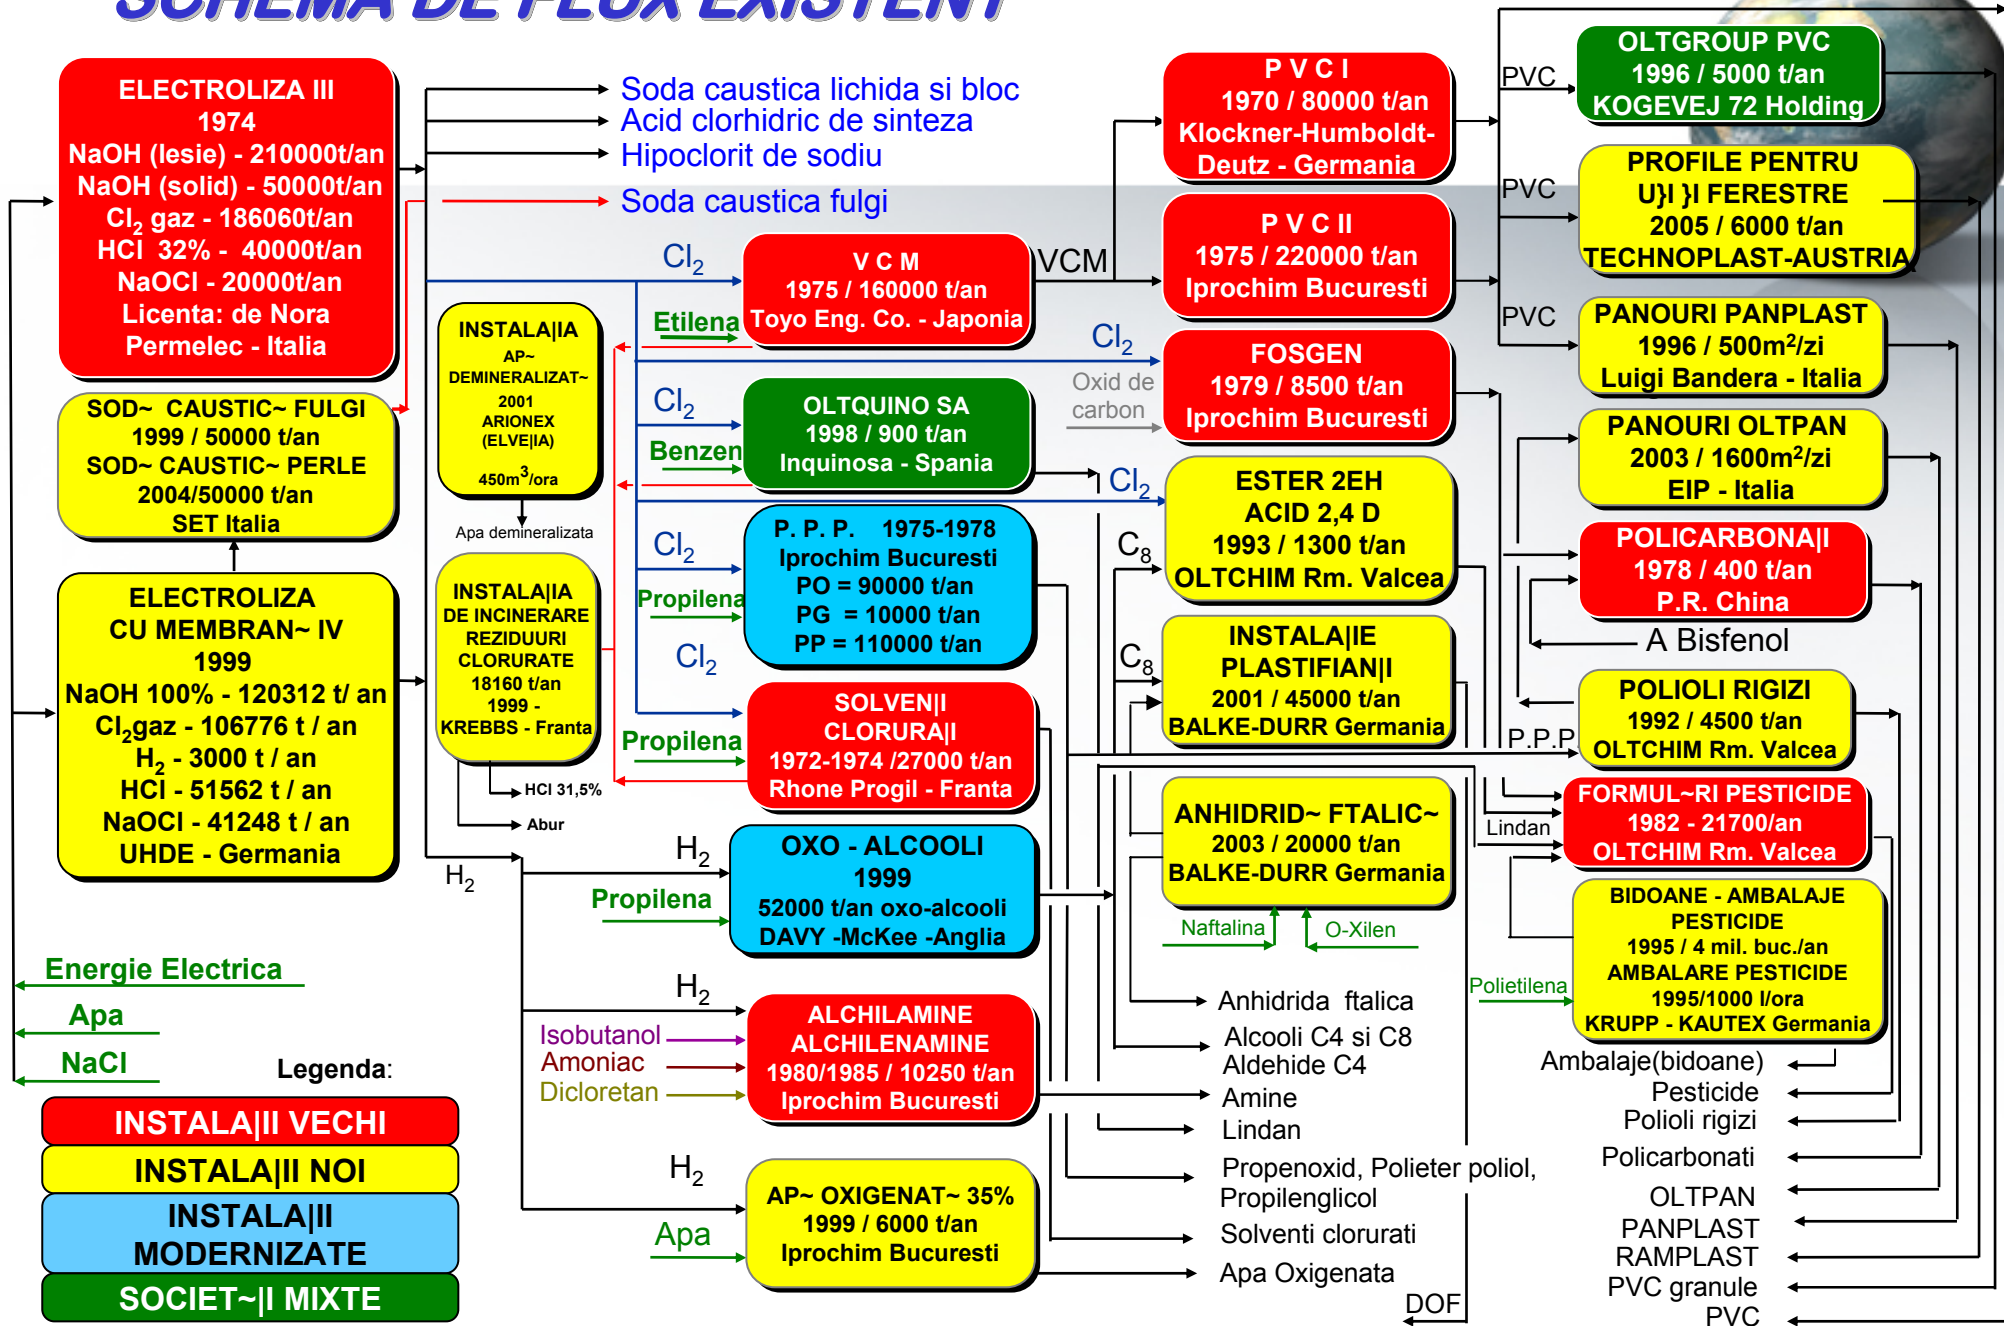 SCHEMA DE FLUX EXISTENT
ELECTROLIZA III
1974
NaOH (lesie) - 210000t/an
NaOH (solid) - 50000t/an
Cl₂ gaz - 186060t/an
HCl 32% - 40000t/an
NaOCl - 20000t/an
Licenta: de Nora
Permelec - Italia
SOD~ CAUSTIC~ FULGI
1999 / 50000 t/an
SOD~ CAUSTIC~ PERLE
2004/50000 t/an
SET Italia
ELECTROLIZA
CU MEMBRAN~ IV
1999
NaOH 100% - 120312 t/ an
Cl₂gaz - 106776 t / an
H₂ - 3000 t / an
HCl - 51562 t / an
NaOCl - 41248 t / an
UHDE - Germania
Energie Electrica
Apa
NaCl
Legenda:
INSTALA|II VECHI
INSTALA|II NOI
INSTALA|II
MODERNIZATE
SOCIET~|I MIXTE
Soda caustica lichida si bloc
Acid clorhidric de sinteza
Hipoclorit de sodiu
Soda caustica fulgi
INSTALA|IA
AP~
DEMINERALIZAT~
2001
ARIONEX
(ELVE|IA)
450m³/ora
Apa demineralizata
INSTALA|IA
DE INCINERARE
REZIDUURI
CLORURATE
18160 t/an
1999 -
KREBBS - Franta
HCl 31,5%
Abur
H₂
Cl₂
Etilena
V C M
1975 / 160000 t/an
Toyo Eng. Co. - Japonia
VCM
Cl₂
Benzen
OLTQUINO SA
1998 / 900 t/an
Inquinosa - Spania
Cl₂
Propilena
P. P. P. 1975-1978
Iprochim Bucuresti
PO = 90000 t/an
PG = 10000 t/an
PP = 110000 t/an
Cl₂
Propilena
SOLVEN|I
CLORURA|I
1972-1974 /27000 t/an
Rhone Progil - Franta
H₂
Propilena
OXO - ALCOOLI
1999
52000 t/an oxo-alcooli
DAVY -McKee -Anglia
H₂
Isobutanol
Amoniac
Dicloretan
ALCHILAMINE
ALCHILENAMINE
1980/1985 / 10250 t/an
Iprochim Bucuresti
H₂
Apa
AP~ OXIGENAT~ 35%
1999 / 6000 t/an
Iprochim Bucuresti
P V C I
1970 / 80000 t/an
Klockner-Humboldt-
Deutz - Germania
P V C II
1975 / 220000 t/an
Iprochim Bucuresti
Cl₂
Oxid de
carbon
FOSGEN
1979 / 8500 t/an
Iprochim Bucuresti
Cl₂
C₈
ESTER 2EH
ACID 2,4 D
1993 / 1300 t/an
OLTCHIM Rm. Valcea
C₈
INSTALA|IE
PLASTIFIAN|I
2001 / 45000 t/an
BALKE-DURR Germania
ANHIDRID~ FTALIC~
2003 / 20000 t/an
BALKE-DURR Germania
Naftalina
O-Xilen
Anhidrida ftalica
Alcooli C4 si C8
Aldehide C4
Amine
Lindan
Propenoxid, Polieter poliol,
Propilenglicol
Solventi clorurati
Apa Oxigenata
DOF
PVC
OLTGROUP PVC
1996 / 5000 t/an
KOGEVEJ 72 Holding
PVC
PROFILE PENTRU
U}I }I FERESTRE
2005 / 6000 t/an
TECHNOPLAST-AUSTRIA
PVC
PANOURI PANPLAST
1996 / 500m²/zi
Luigi Bandera - Italia
PANOURI OLTPAN
2003 / 1600m²/zi
EIP - Italia
POLICARBONA|I
1978 / 400 t/an
P.R. China
A Bisfenol
P.P.P.
POLIOLI RIGIZI
1992 / 4500 t/an
OLTCHIM Rm. Valcea
Lindan
FORMUL~RI PESTICIDE
1982 - 21700/an
OLTCHIM Rm. Valcea
Polietilena
BIDOANE - AMBALAJE
PESTICIDE
1995 / 4 mil. buc./an
AMBALARE PESTICIDE
1995/1000 l/ora
KRUPP - KAUTEX Germania
Ambalaje(bidoane)
Pesticide
Polioli rigizi
Policarbonati
OLTPAN
PANPLAST
RAMPLAST
PVC granule
PVC